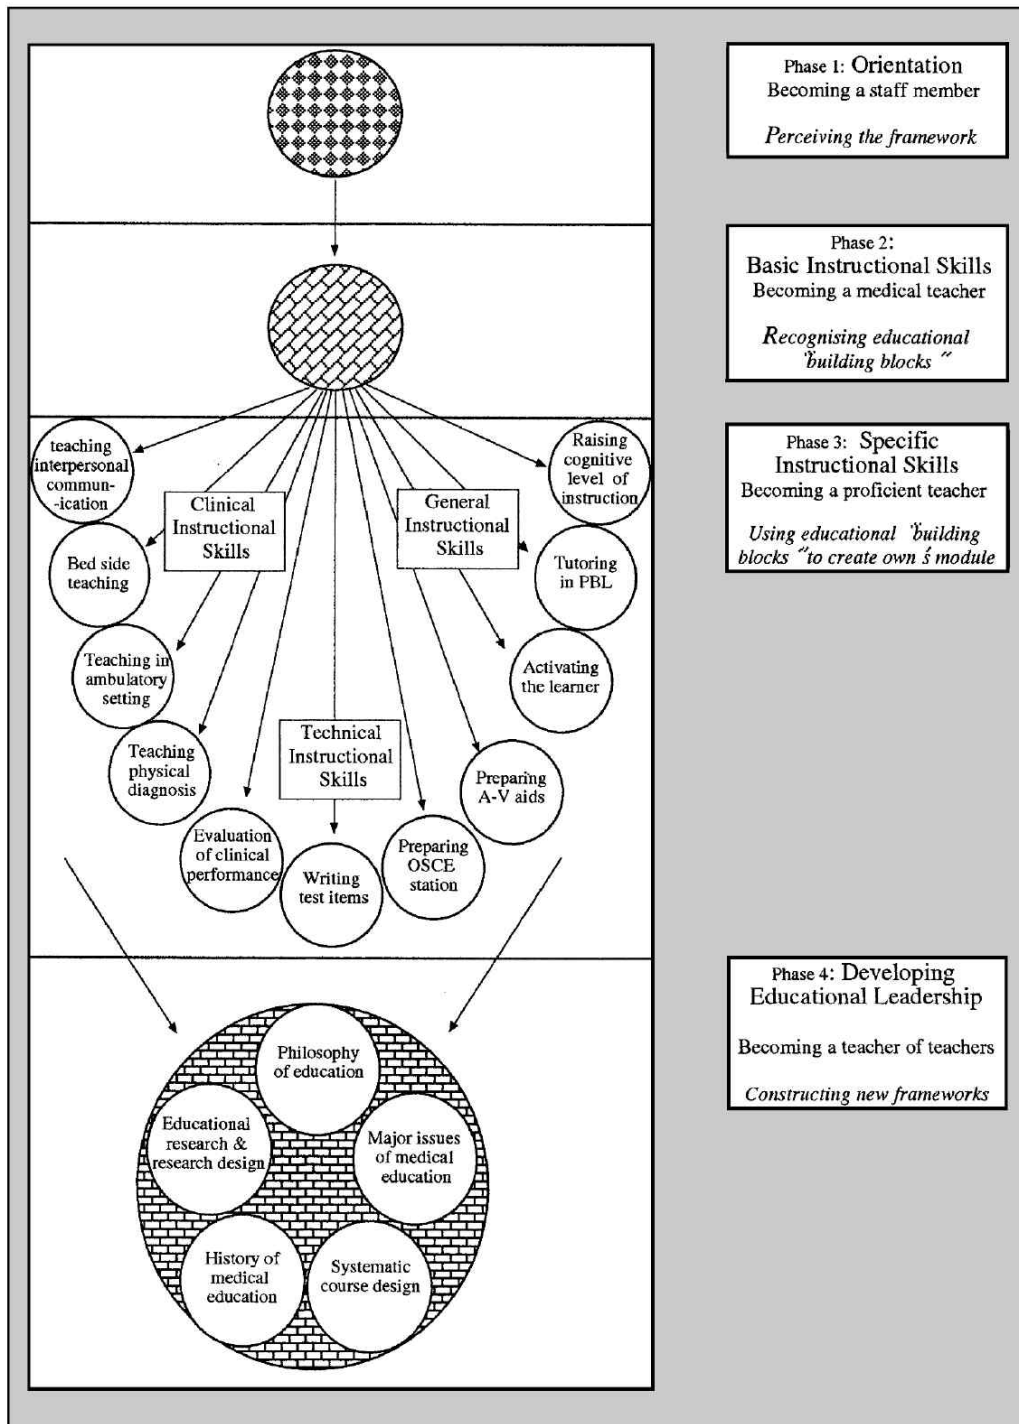 Phase 1: Orientation
Becoming a staff member
Perceiving the framework
Phase 2:
Basic Instructional Skills
Becoming a medical teacher
Recognising educational
"building blocks"
teaching
interpersonal
commun-
-ication
Bed side
teaching
Teaching in
ambulatory
setting
Teaching
physical
diagnosis
Evaluation
of clinical
performance
Writing
test items
Preparing
OSCE
station
Preparing
A-V aids
Activating
the learner
Tutoring
in PBL
Raising
cognitive
level of
instruction
Clinical
Instructional
Skills
General
Instructional
Skills
Technical
Instructional
Skills
Phase 3: Specific
Instructional Skills
Becoming a proficient teacher
Using educational "building
blocks" to create own ś module
Philosophy
of education
Educational
research &
research design
Major issues
of medical
education
History of
medical
education
Systematic
course design
Phase 4: Developing
Educational Leadership
Becoming a teacher of teachers
Constructing new frameworks